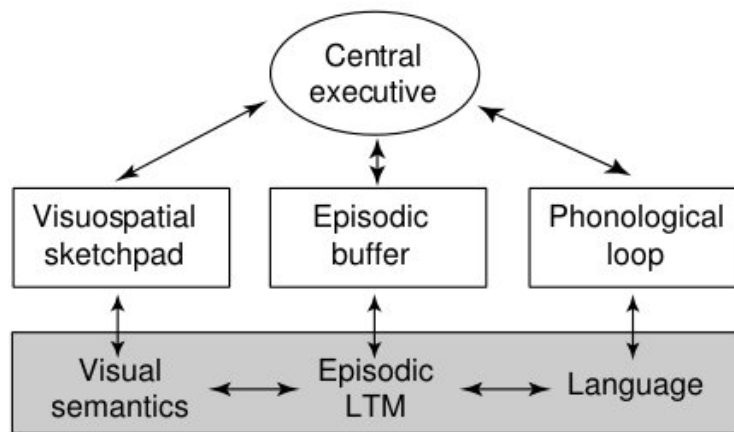 Central
executive
Visuospatial
sketchpad
Episodic
buffer
Phonological
loop
Visual
semantics
Episodic
LTM
Language